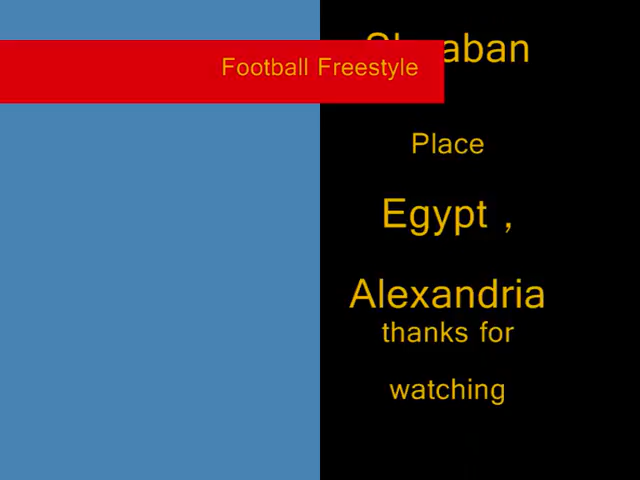 Football Freestyle
Place
Egypt ,
Alexandria
thanks for
watching